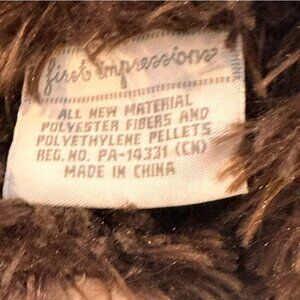 first impressions
ALL NEW MATERIAL
POLYESTER FIBERS AND
POLYETHYLENE PELLETS
REG. NO. PA-14331 (CN)
MADE IN CHINA